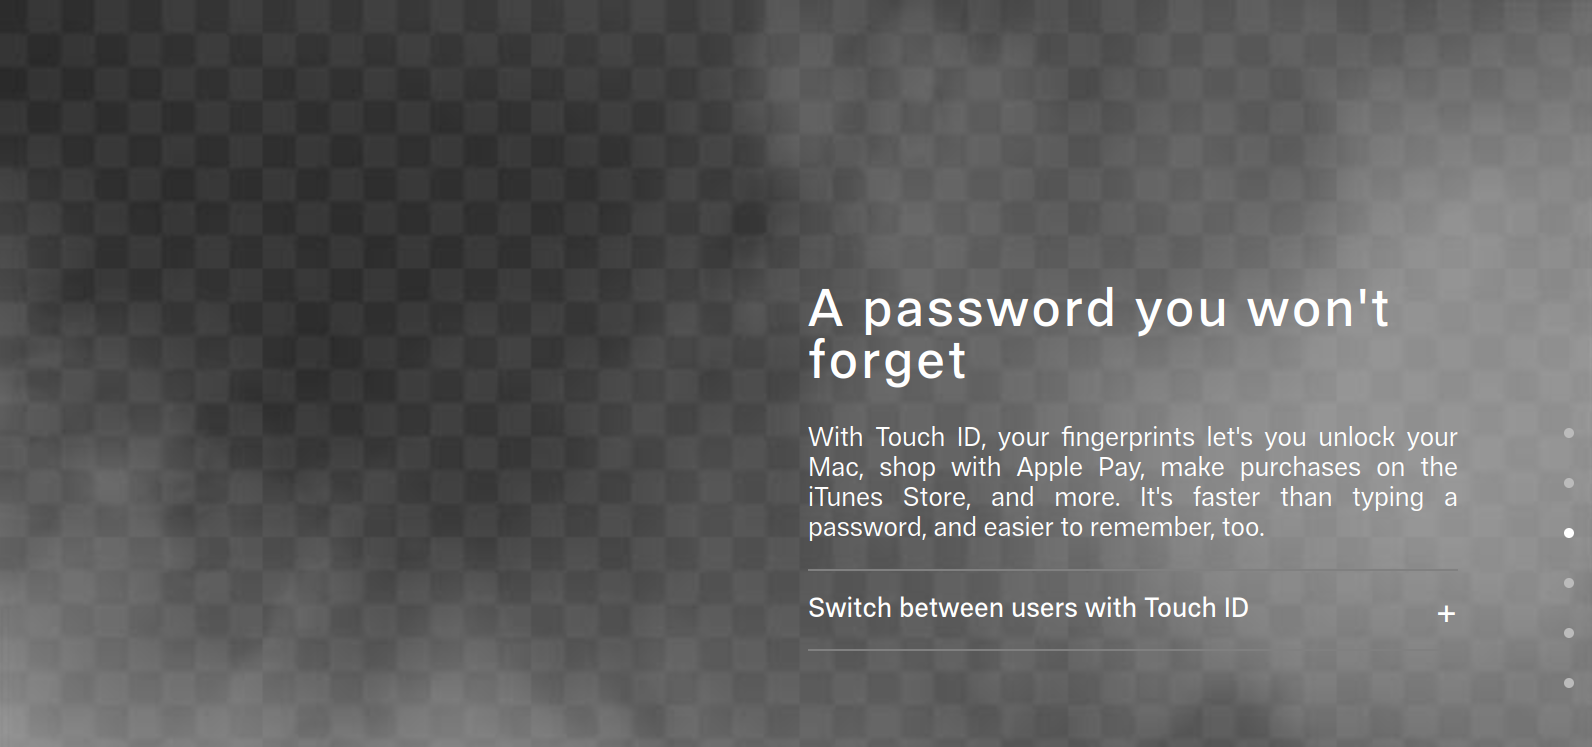 A password you won't
forget
With Touch ID, your fingerprints let's you unlock your
Mac, shop with Apple Pay, make purchases on the
iTunes Store, and more. It's faster than typing a
password, and easier to remember, too.
Switch between users with Touch ID
+